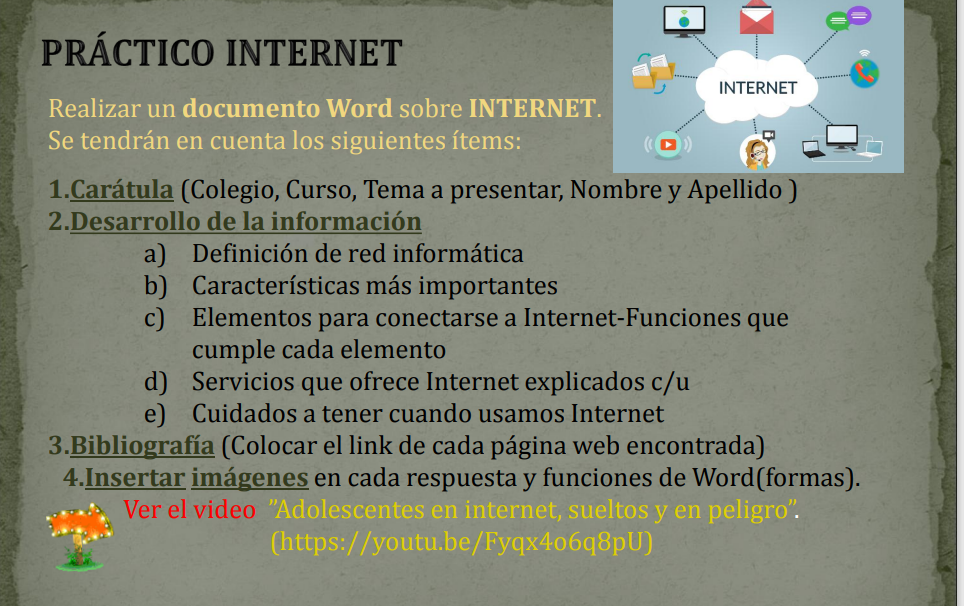 PRÁCTICO INTERNET
INTERNET
Realizar un documento Word sobre INTERNET.
Se tendrán en cuenta los siguientes ítems:
1.Carátula (Colegio, Curso, Tema a presentar, Nombre y Apellido )
2.Desarrollo de la información
a) Definición de red informática
b) Características más importantes
c) Elementos para conectarse a Internet-Funciones que
cumple cada elemento
d) Servicios que ofrece Internet explicados c/u
e) Cuidados a tener cuando usamos Internet
3.Bibliografía (Colocar el link de cada página web encontrada)
4.Insertar imágenes en cada respuesta y funciones de Word(formas).
Ver el video ”Adolescentes en internet, sueltos y en peligro”.
(https://youtu.be/Fyqx4o6q8pU)